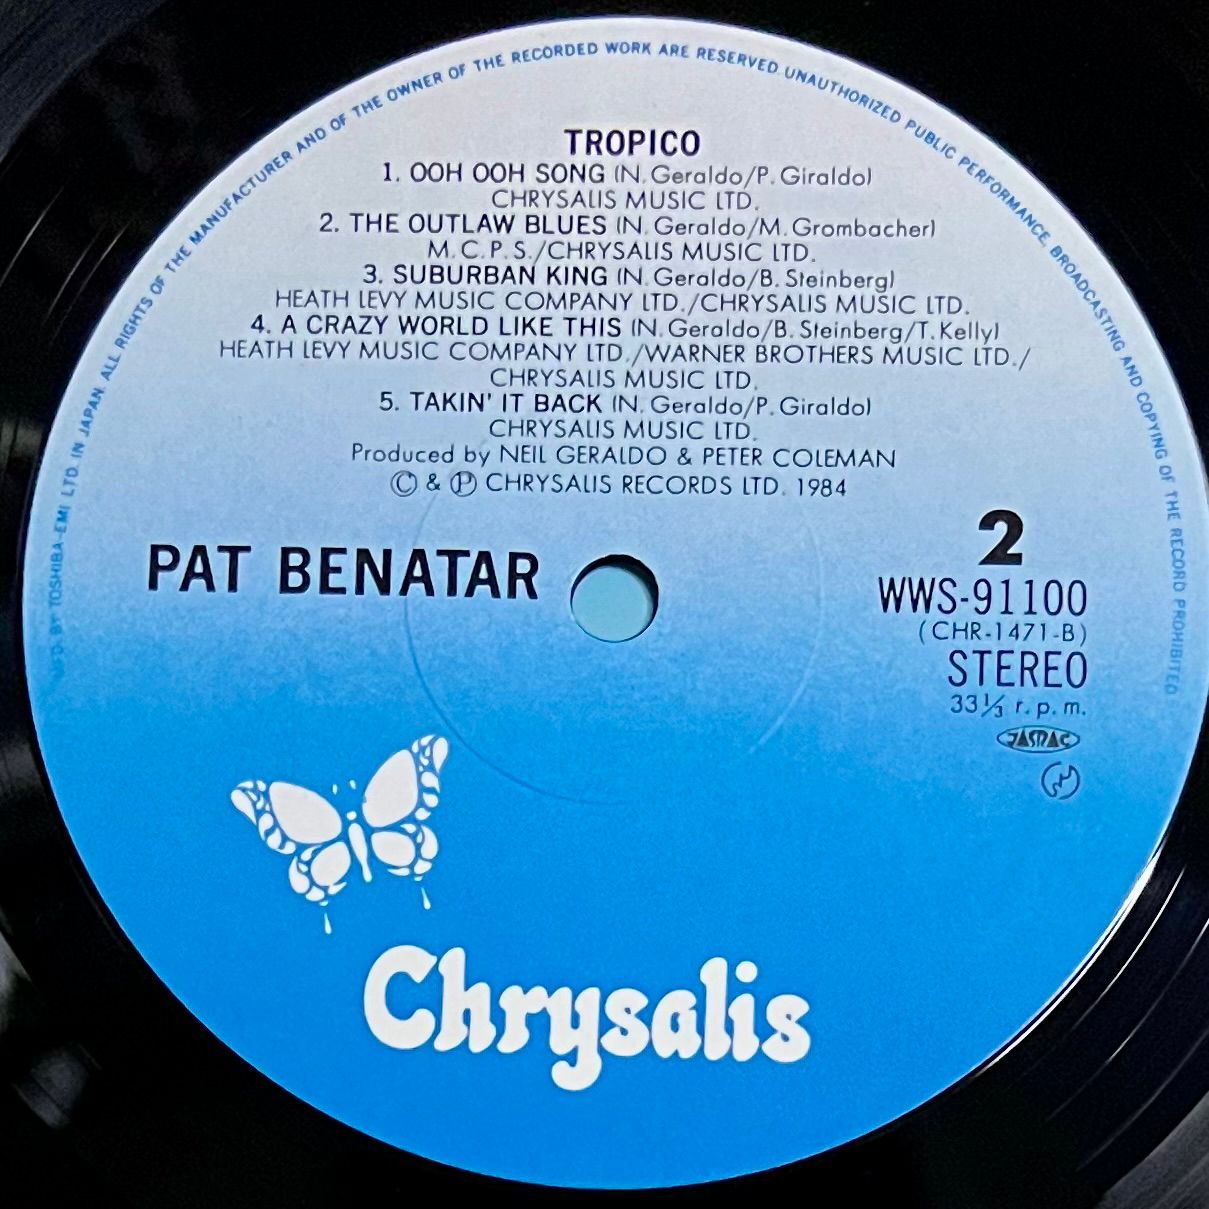 MF'D. BY TOSHIBA-EMI LTD. IN JAPAN. ALL RIGHTS OF THE MANUFACTURER AND OF THE OWNER OF THE RECORDED WORK ARE RESERVED UNAUTHORIZED PUBLIC PERFORMANCE, BROADCASTING AND COPYING OF THE RECORD PROHIBITED
TROPICO
1. OOH OOH SONG (N. Geraldo/P. Giraldo)
CHRYSALIS MUSIC LTD.
2. THE OUTLAW BLUES (N. Geraldo/M. Grombacher)
M.C.P.S./CHRYSALIS MUSIC LTD.
3. SUBURBAN KING (N. Geraldo/B. Steinberg)
HEATH LEVY MUSIC COMPANY LTD./CHRYSALIS MUSIC LTD.
4. A CRAZY WORLD LIKE THIS (N. Geraldo/B. Steinberg/T. Kelly)
HEATH LEVY MUSIC COMPANY LTD./WARNER BROTHERS MUSIC LTD./
CHRYSALIS MUSIC LTD.
5. TAKIN' IT BACK (N. Geraldo/P. Giraldo)
CHRYSALIS MUSIC LTD.
Produced by NEIL GERALDO & PETER COLEMAN
© & ℗ CHRYSALIS RECORDS LTD. 1984
PAT BENATAR
2
WWS-91100
(CHR-1471-B)
STEREO
33⅓ r.p.m.
JASRAC
Chrysalis